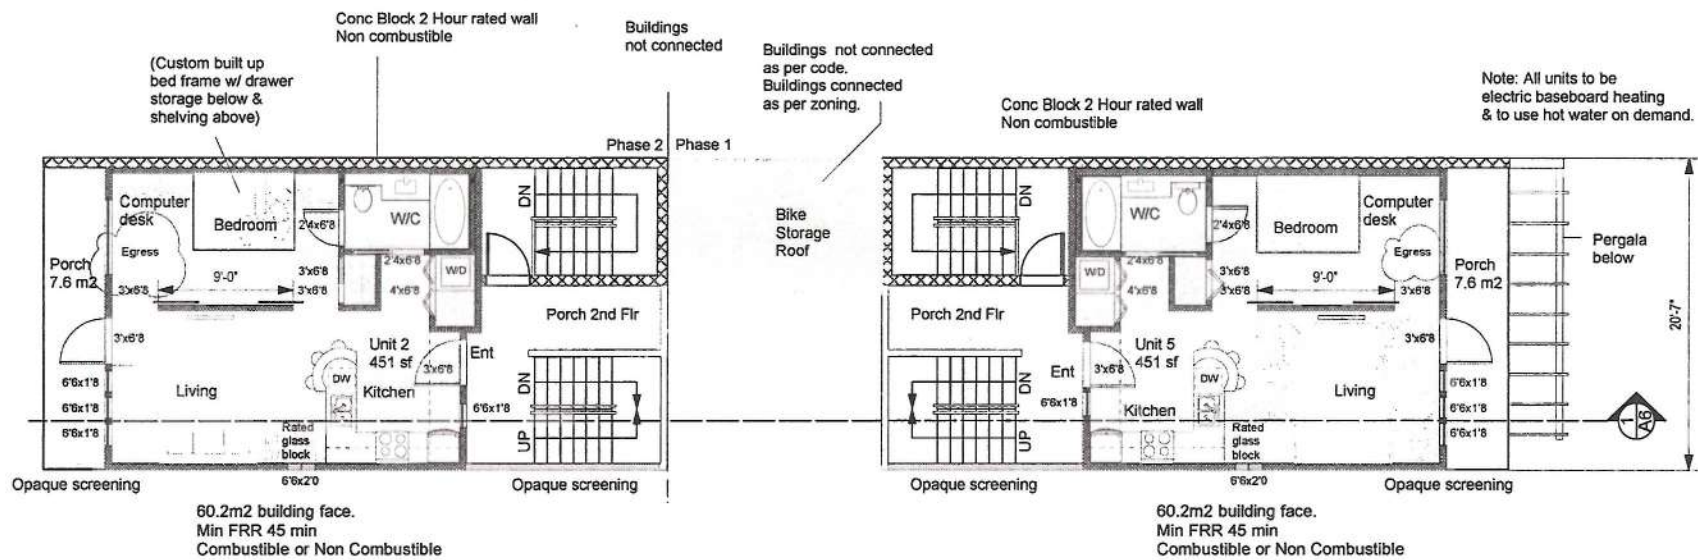 Conc Block 2 Hour rated wall
Non combustible
Buildings
not connected
Buildings not connected
as per code.
Buildings connected
as per zoning.
(Custom built up
bed frame w/ drawer
storage below &
shelving above)
Conc Block 2 Hour rated wall
Non combustible
Note: All units to be
electric baseboard heating
& to use hot water on demand.
Phase 2
Phase 1
Computer
desk
Bedroom
Egress
2'4x6'8
W/C
DN
Porch
7.6 m2
9'-0"
3'x6'8
3'x6'8
3'x6'8
2'4x6'8
4'x6'8
W/D
3'x6'8
Porch 2nd Flr
Unit 2
451 sf
Ent
3'x6'8
DW
Living
Kitchen
DN
UP
6'6x1'8
6'6x1'8
6'6x1'8
6'6x1'8
Rated
glass
block
Opaque screening
6'6x2'0
Opaque screening
60.2m2 building face.
Min FRR 45 min
Combustible or Non Combustible
Bike
Storage
Roof
DN
W/C
2'4x6'8
Bedroom
Computer
desk
Egress
Porch
7.6 m2
Pergala
below
W/D
2'4x6'8
4'x6'8
3'x6'8
3'x6'8
9'-0"
3'x6'8
20'-7"
Porch 2nd Flr
Unit 5
451 sf
3'x6'8
Ent
3'x6'8
DW
DN
UP
Living
6'6x1'8
Kitchen
6'6x1'8
6'6x1'8
6'6x1'8
Rated
glass
block
1
A6
Opaque screening
6'6x2'0
Opaque screening
60.2m2 building face.
Min FRR 45 min
Combustible or Non Combustible